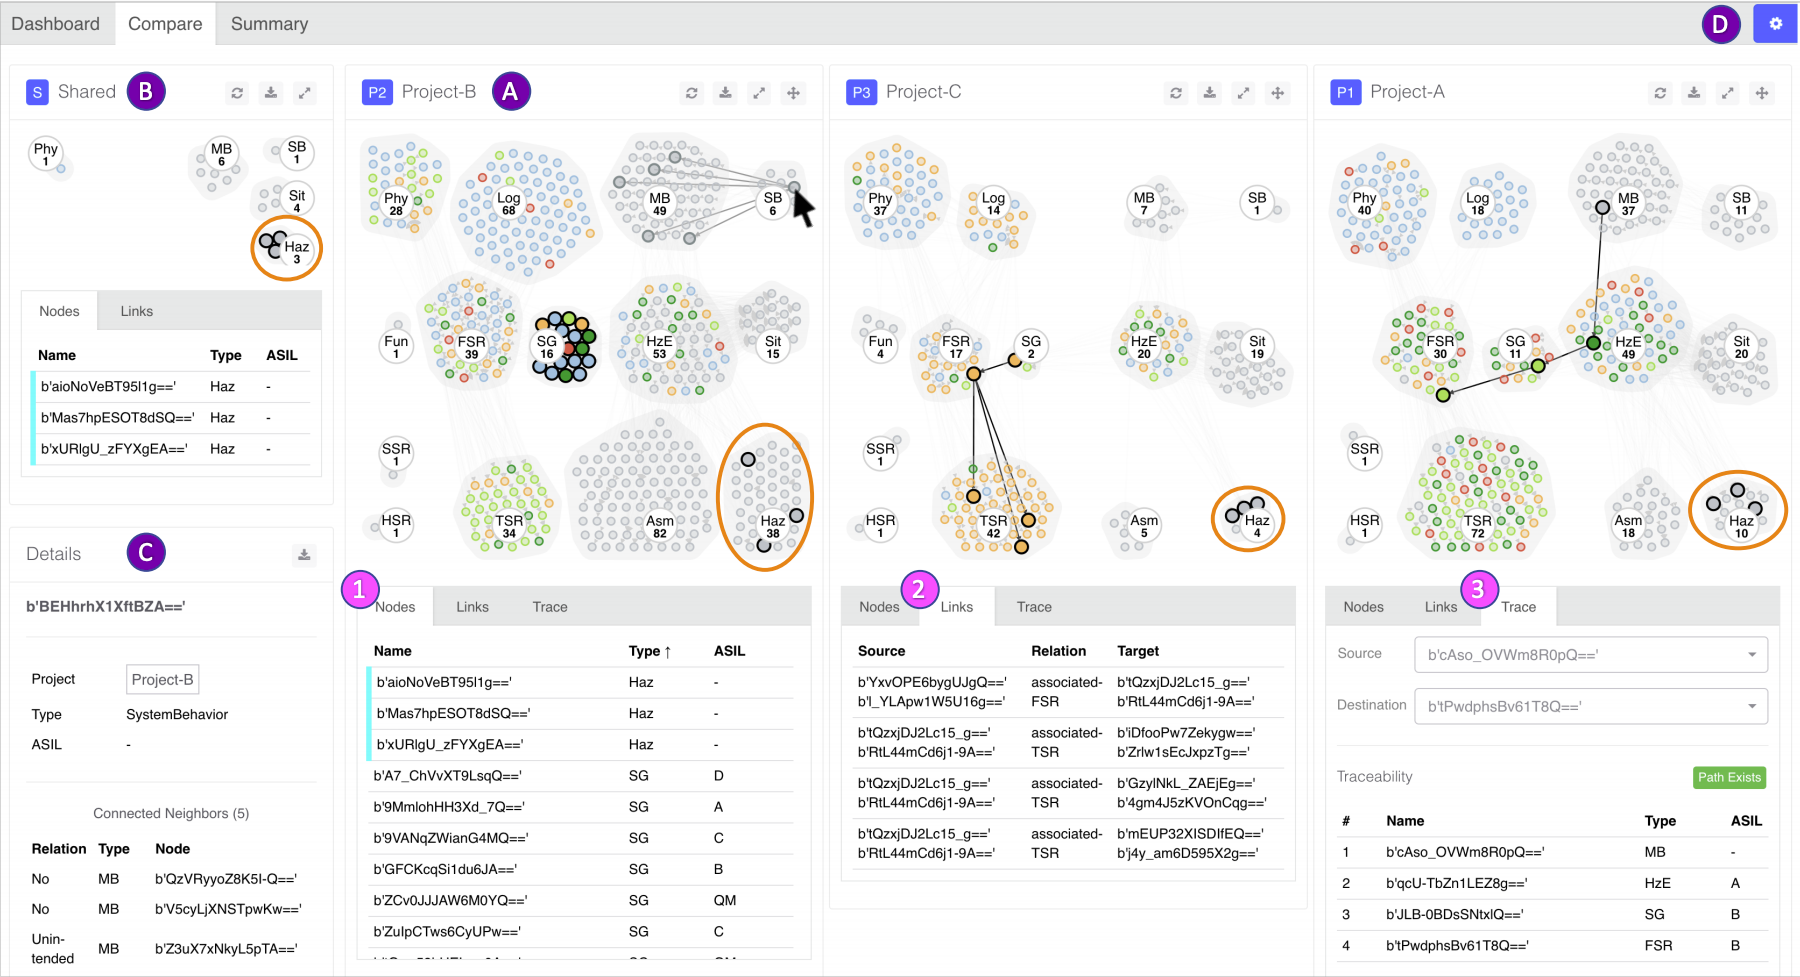 Dashboard Compare Summary D
S Shared B
Phy 1
MB 6
SB 1
Sit 4
Haz 3
Nodes Links
Name Type ASIL
b'aioNoVeBT95I1g==' Haz -
b'Mas7hpESOT8dSQ==' Haz -
b'xURlgU_zFYXgEA==' Haz -
Details C
b'BEHhrhX1XftBZA=='
Project Project-B
Type SystemBehavior
ASIL -
Connected Neighbors (5)
Relation Type Node
No MB b'QzVRyyoZ8K5I-Q=='
No MB b'V5cyLjXNSTpwKw=='
Unin-
tended MB b'Z3uX7xNkyL5pTA=='
P2 Project-B A
Phy 28
Log 68
MB 49
SB 6
Fun 1
FSR 39
SG 16
HzE 53
Sit 15
SSR 1
HSR 1
TSR 34
Asm 82
Haz 38
1 Nodes Links Trace
Name Type ↑ ASIL
b'aioNoVeBT95I1g==' Haz -
b'Mas7hpESOT8dSQ==' Haz -
b'xURlgU_zFYXgEA==' Haz -
b'A7_ChVvXT9LsqQ==' SG D
b'9MmlohHH3Xd_7Q==' SG A
b'9VANqZWianG4MQ==' SG C
b'GFCKcqSi1du6JA==' SG B
b'ZCv0JJJAW6M0YQ==' SG QM
b'ZuIpCTws6CyUPw==' SG C
P3 Project-C
Phy 37
Log 14
MB 7
SB 1
Fun 4
FSR 17
SG 2
HzE 20
Sit 19
SSR 1
HSR 1
TSR 42
Asm 5
Haz 4
Nodes 2 Links Trace
Source Relation Target
b'YxvOPE6bygUJgQ==' associated- b'tQzxjDJ2Lc15_g=='
b'l_YLApw1W5U16g==' FSR b'RtL44mCd6j1-9A=='
b'tQzxjDJ2Lc15_g==' associated- b'iDfooPw7Zekygw=='
b'RtL44mCd6j1-9A==' TSR b'Zrlw1sEcJxpzTg=='
b'tQzxjDJ2Lc15_g==' associated- b'GzylNkL_ZAEjEg=='
b'RtL44mCd6j1-9A==' TSR b'4gm4J5zKVOnCqg=='
b'tQzxjDJ2Lc15_g==' associated- b'mEUP32XISDIfEQ=='
b'RtL44mCd6j1-9A==' TSR b'j4y_am6D595X2g=='
P1 Project-A
Phy 40
Log 18
MB 37
SB 11
FSR 30
SG 11
HzE 49
Sit 20
SSR 1
HSR 1
TSR 72
Asm 18
Haz 10
Nodes Links 3 Trace
Source b'cAso_OVWm8R0pQ=='
Destination b'tPwdphsBv61T8Q=='
Traceability Path Exists
# Name Type ASIL
1 b'cAso_OVWm8R0pQ==' MB -
2 b'qcU-TbZn1LEZ8g==' HzE A
3 b'JLB-0BDsSNtxlQ==' SG B
4 b'tPwdphsBv61T8Q==' FSR B